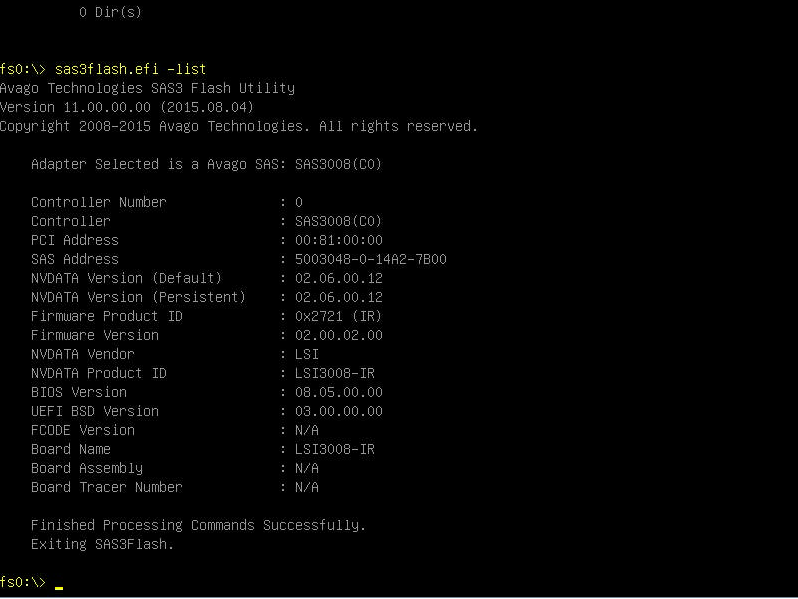 0 Dir(s)
fs0:\> sas3flash.efi -list
Avago Technologies SAS3 Flash Utility
Version 11.00.00.00 (2015.08.04)
Copyright 2008-2015 Avago Technologies. All rights reserved.
Adapter Selected is a Avago SAS: SAS3008(C0)
Controller Number : 0
Controller : SAS3008(C0)
PCI Address : 00:81:00:00
SAS Address : 5003048-0-14A2-7B00
NVDATA Version (Default) : 02.06.00.12
NVDATA Version (Persistent) : 02.06.00.12
Firmware Product ID : 0x2721 (IR)
Firmware Version : 02.00.02.00
NVDATA Vendor : LSI
NVDATA Product ID : LSI3008-IR
BIOS Version : 08.05.00.00
UEFI BSD Version : 03.00.00.00
FCODE Version : N/A
Board Name : LSI3008-IR
Board Assembly : N/A
Board Tracer Number : N/A
Finished Processing Commands Successfully.
Exiting SAS3Flash.
fs0:\> _